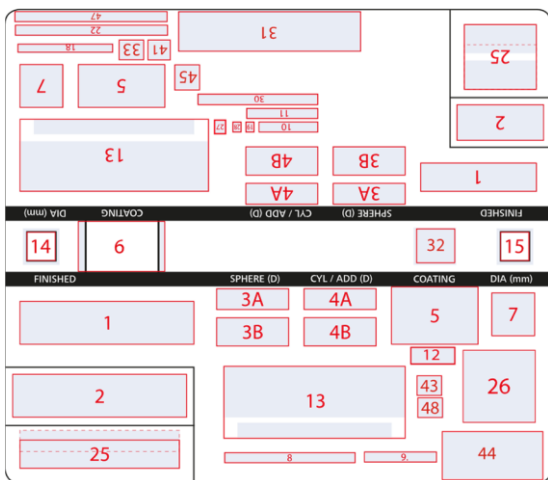 47
22
31
18 33 41
25
7 5 45
30
11
2
27 10
13 4B 3B
1
4A 3A
DIA (mm) COATING CYL / ADD (D) SPHERE (D) FINISHED
14 6 32 15
FINISHED SPHERE (D) CYL / ADD (D) COATING DIA (mm)
3A 4A
1 5 7
3B 4B
12
43 26
2 13
48
25 8 9. 44